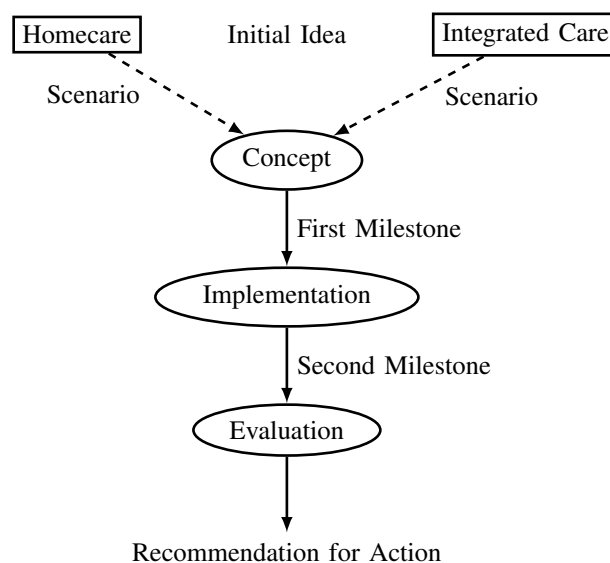 Homecare
Initial Idea
Integrated Care
Scenario
Scenario
Concept
First Milestone
Implementation
Second Milestone
Evaluation
Recommendation for Action